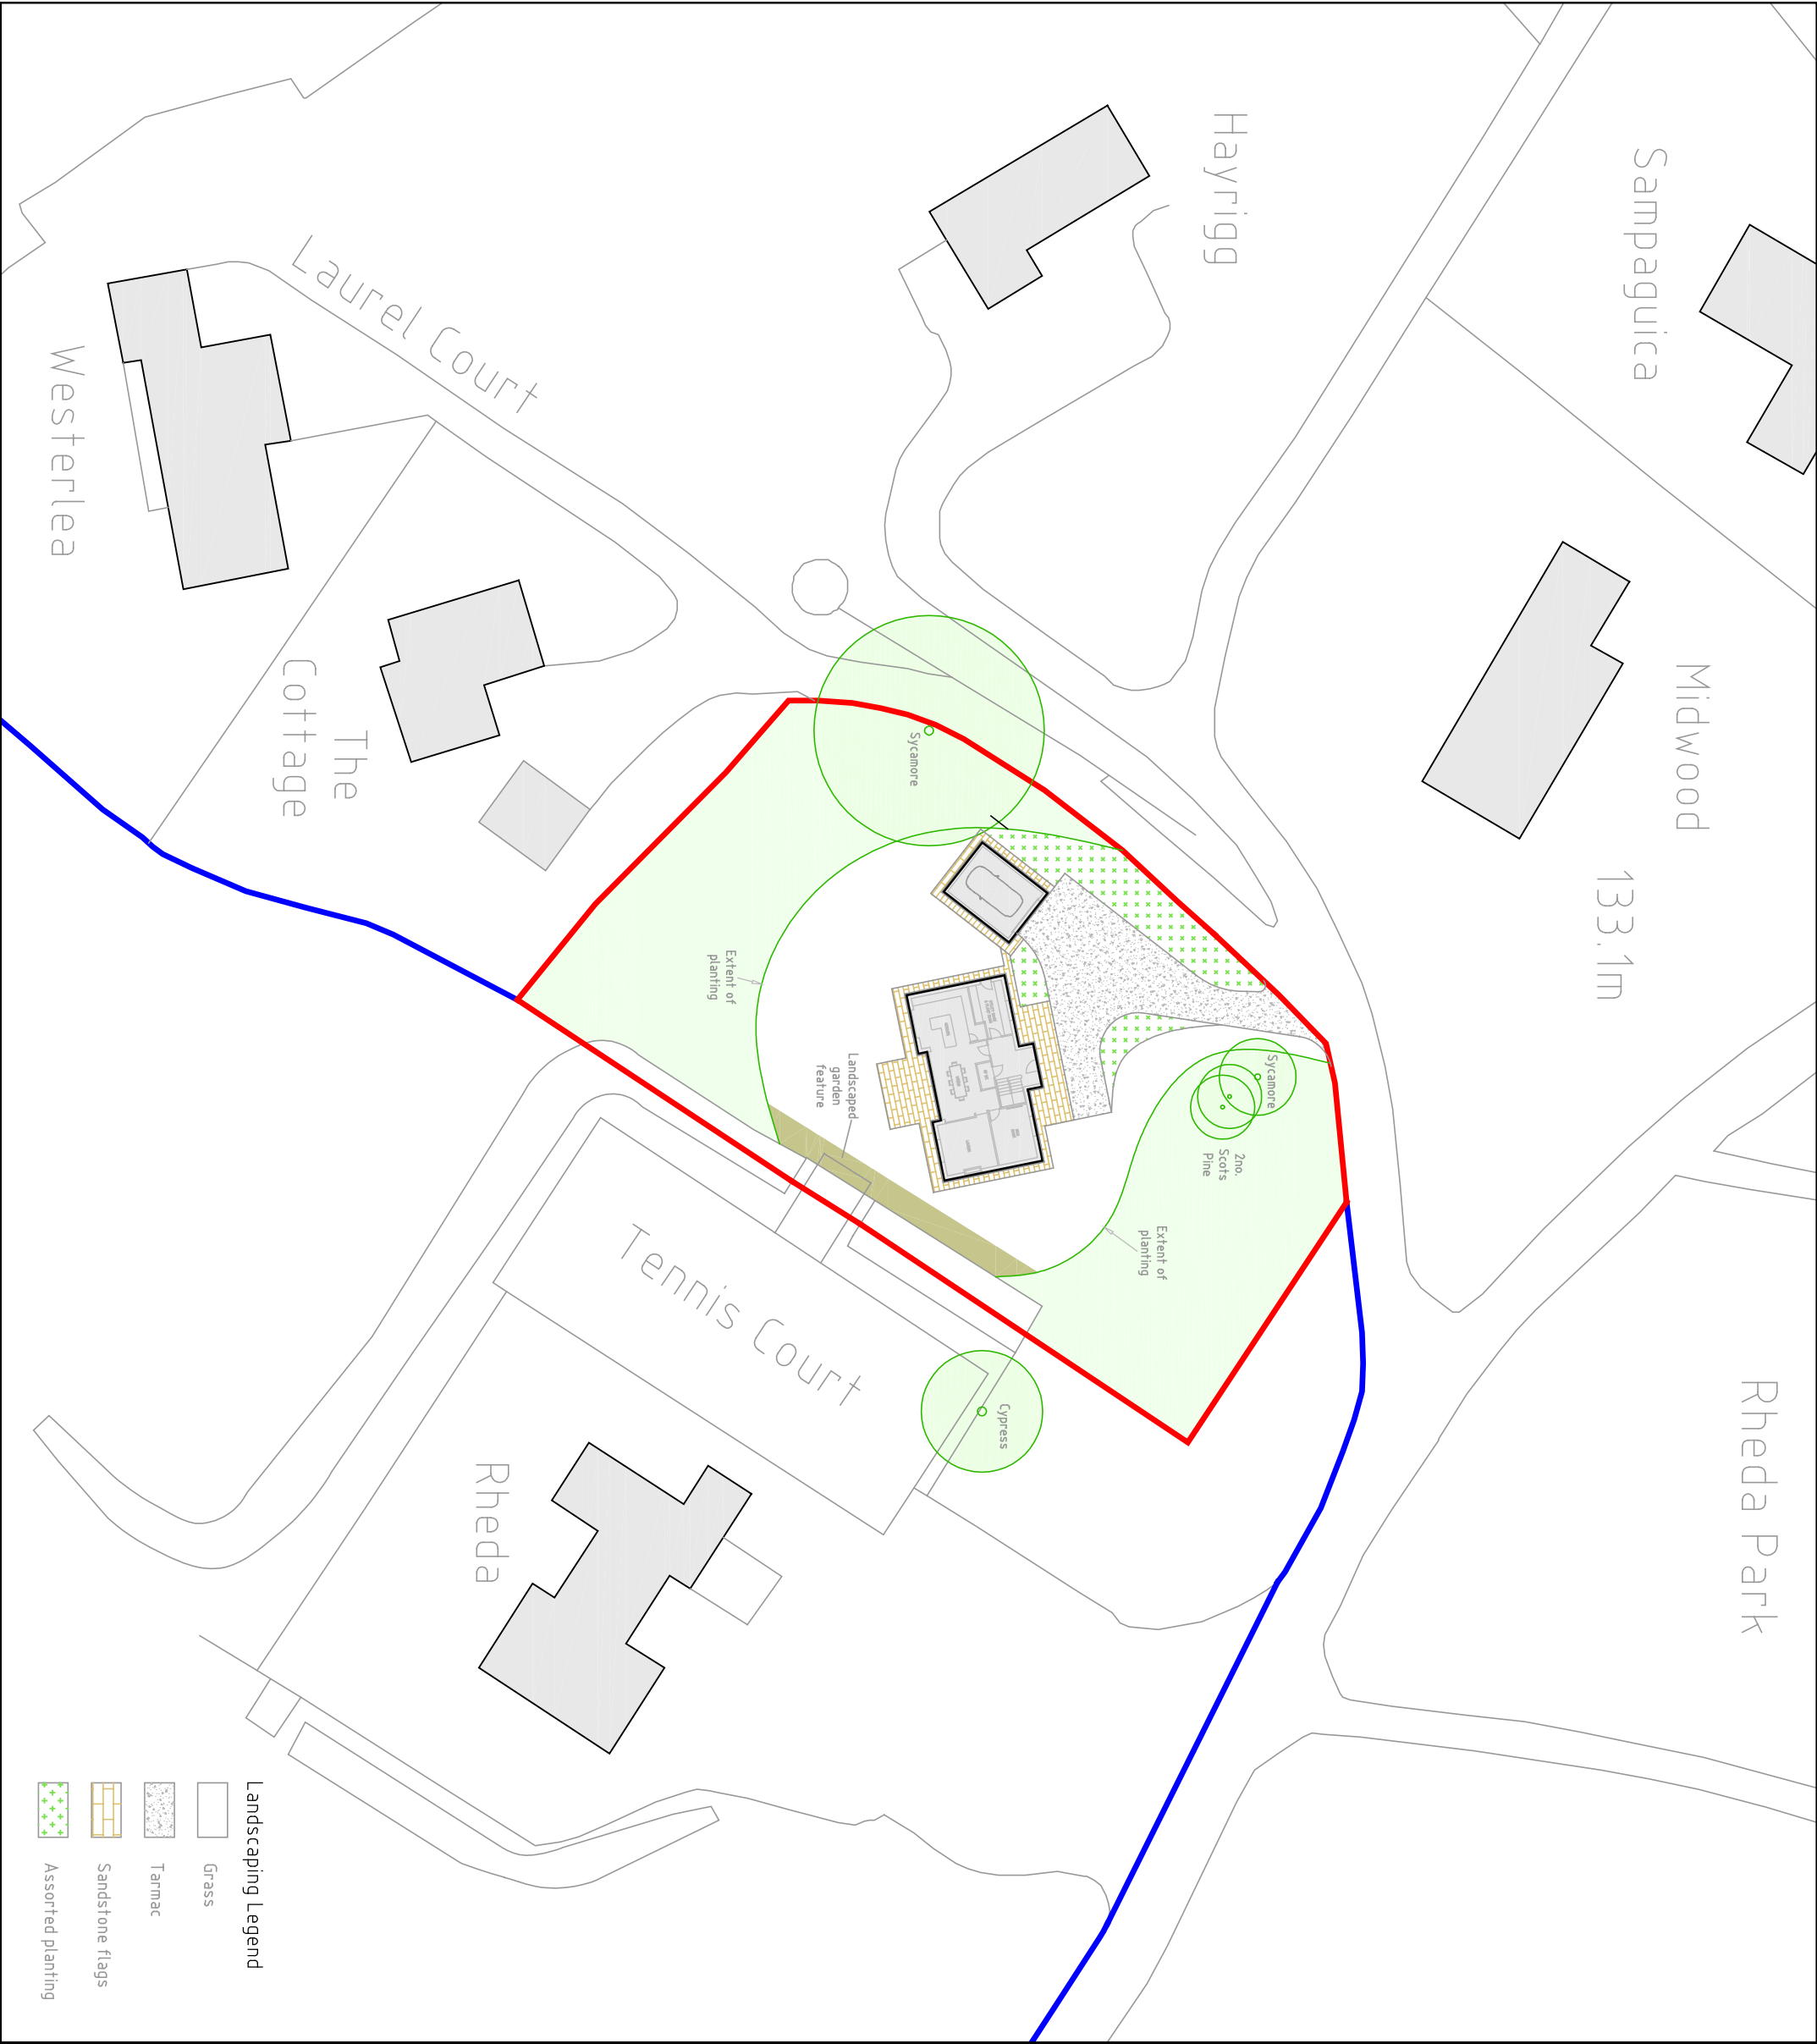 Sampaguica
Hayrigg
Laurel Court
Westerlea
Midwood
133.1m
The
Cottage
Sycamore
Extent of
planting
Landscaped
garden
feature
Sycamore
2no.
Scots
Pine
Extent of
planting
Tennis Court
Cypress
Rheda Park
Rheda
Landscaping Legend
Grass
Tarmac
Sandstone flags
Assorted planting